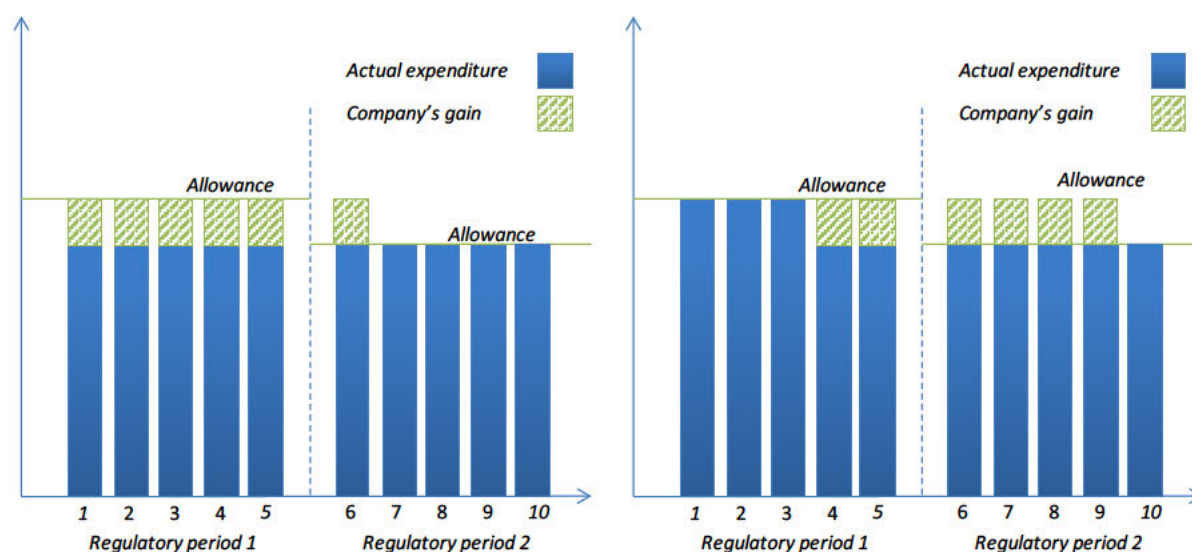 Actual expenditure
Company's gain
Allowance
Allowance
1 2 3 4 5 6 7 8 9 10
Regulatory period 1 Regulatory period 2
Actual expenditure
Company's gain
Allowance
Allowance
1 2 3 4 5 6 7 8 9 10
Regulatory period 1 Regulatory period 2